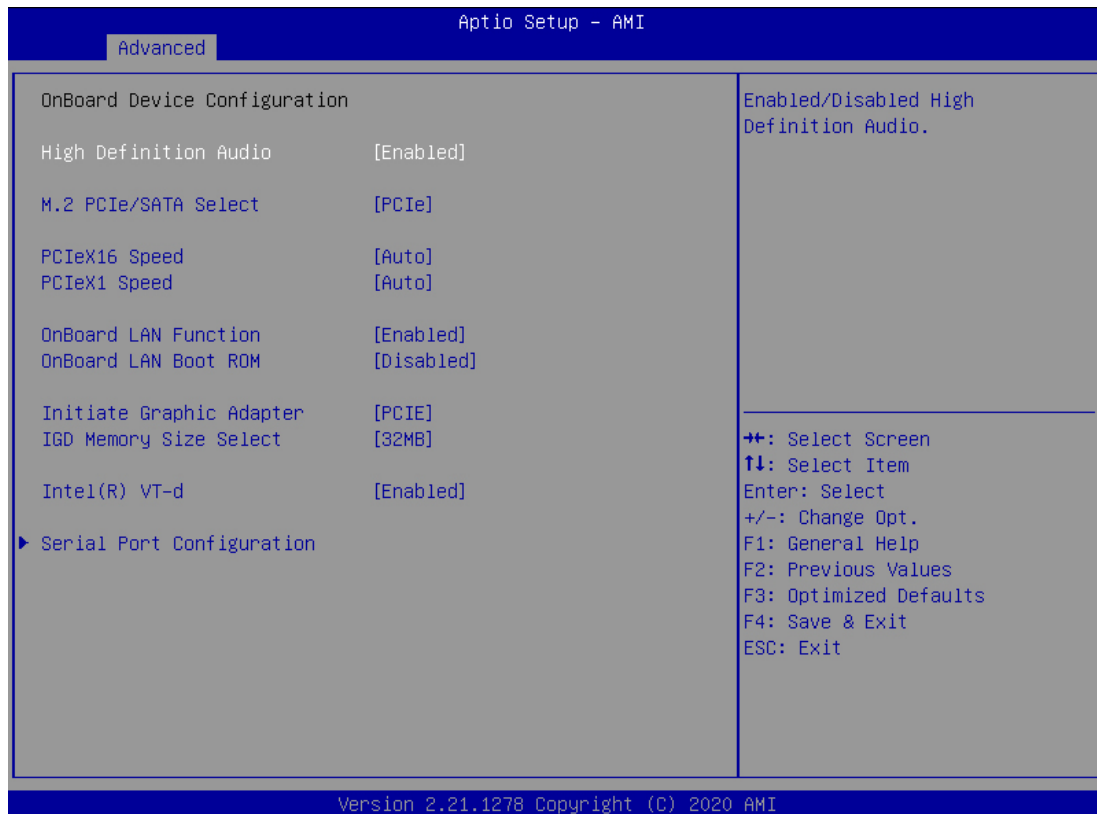 Aptio Setup – AMI
Advanced
OnBoard Device Configuration
High Definition Audio [Enabled]
M.2 PCIe/SATA Select [PCIe]
PCIeX16 Speed [Auto]
PCIeX1 Speed [Auto]
OnBoard LAN Function [Enabled]
OnBoard LAN Boot ROM [Disabled]
Initiate Graphic Adapter [PCIE]
IGD Memory Size Select [32MB]
Intel(R) VT-d [Enabled]
▶ Serial Port Configuration
Enabled/Disabled High
Definition Audio.
→←: Select Screen
↑↓: Select Item
Enter: Select
+/-: Change Opt.
F1: General Help
F2: Previous Values
F3: Optimized Defaults
F4: Save & Exit
ESC: Exit
Version 2.21.1278 Copyright (C) 2020 AMI